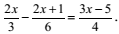 2x/3 − (2x+1)/6 = (3x−5)/4.